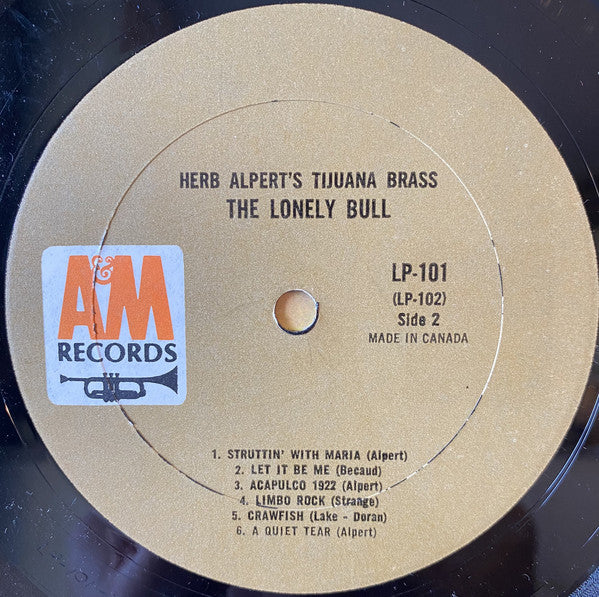 HERB ALPERT'S TIJUANA BRASS
THE LONELY BULL
A&M
RECORDS
LP-101
(LP-102)
Side 2
MADE IN CANADA
1. STRUTTIN' WITH MARIA (Alpert)
2. LET IT BE ME (Becaud)
3. ACAPULCO 1922 (Alpert)
4. LIMBO ROCK (Strange)
5. CRAWFISH (Lake - Doran)
6. A QUIET TEAR (Alpert)